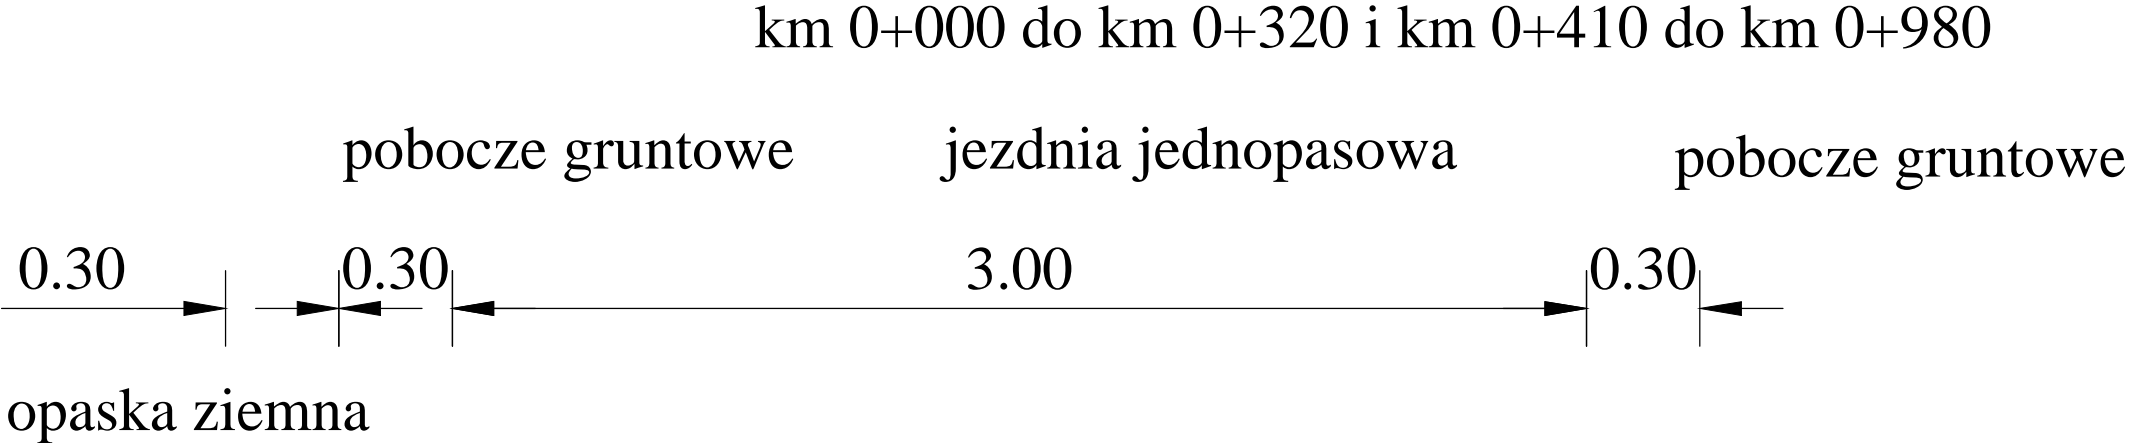 km 0+000 do km 0+320 i km 0+410 do km 0+980
pobocze gruntowe jezdnia jednopasowa pobocze gruntowe
0.30 0.30 3.00 0.30
opaska ziemna